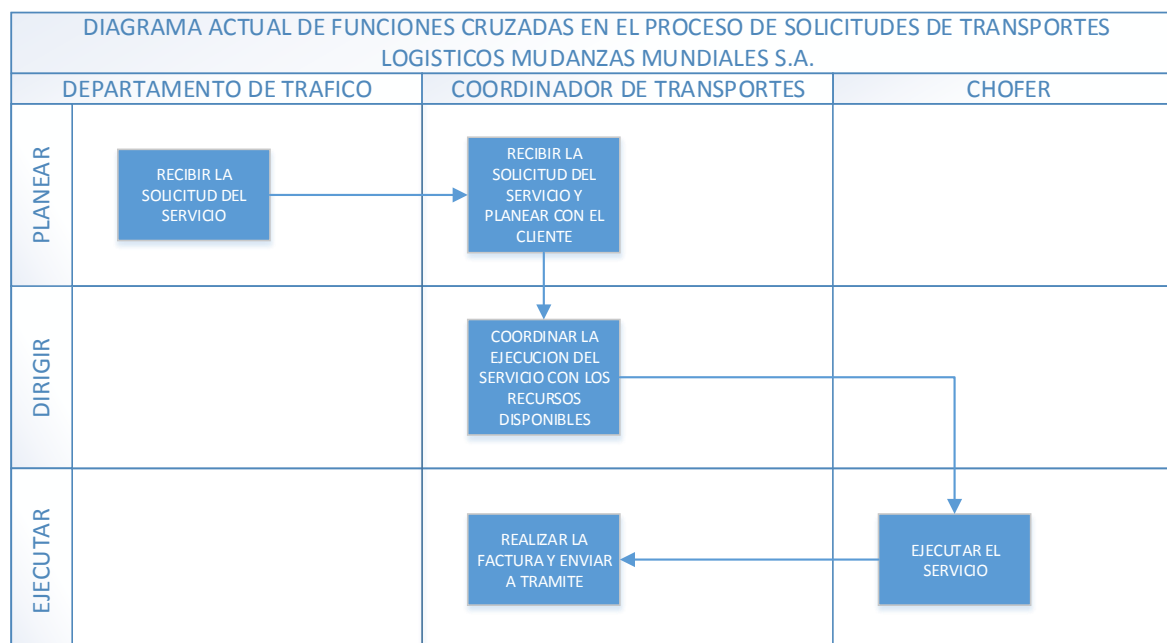 DIAGRAMA ACTUAL DE FUNCIONES CRUZADAS EN EL PROCESO DE SOLICITUDES DE TRANSPORTES
LOGISTICOS MUDANZAS MUNDIALES S.A.
DEPARTAMENTO DE TRAFICO
COORDINADOR DE TRANSPORTES
CHOFER
PLANEAR
RECIBIR LA
SOLICITUD DEL
SERVICIO
RECIBIR LA
SOLICITUD DEL
SERVICIO Y
PLANEAR CON EL
CLIENTE
DIRIGIR
COORDINAR LA
EJECUCION DEL
SERVICIO CON LOS
RECURSOS
DISPONIBLES
EJECUTAR
REALIZAR LA
FACTURA Y ENVIAR
A TRAMITE
EJECUTAR EL
SERVICIO